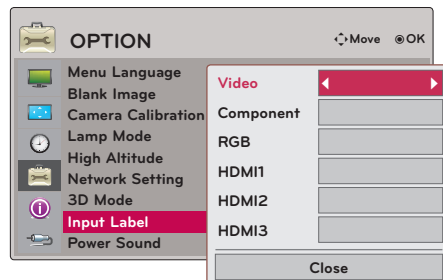 OPTION
Move
OK
Menu Language
Blank Image
Camera Calibration
Lamp Mode
High Altitude
Network Setting
3D Mode
Input Label
Power Sound
Video
Component
RGB
HDMI1
HDMI2
HDMI3
Close